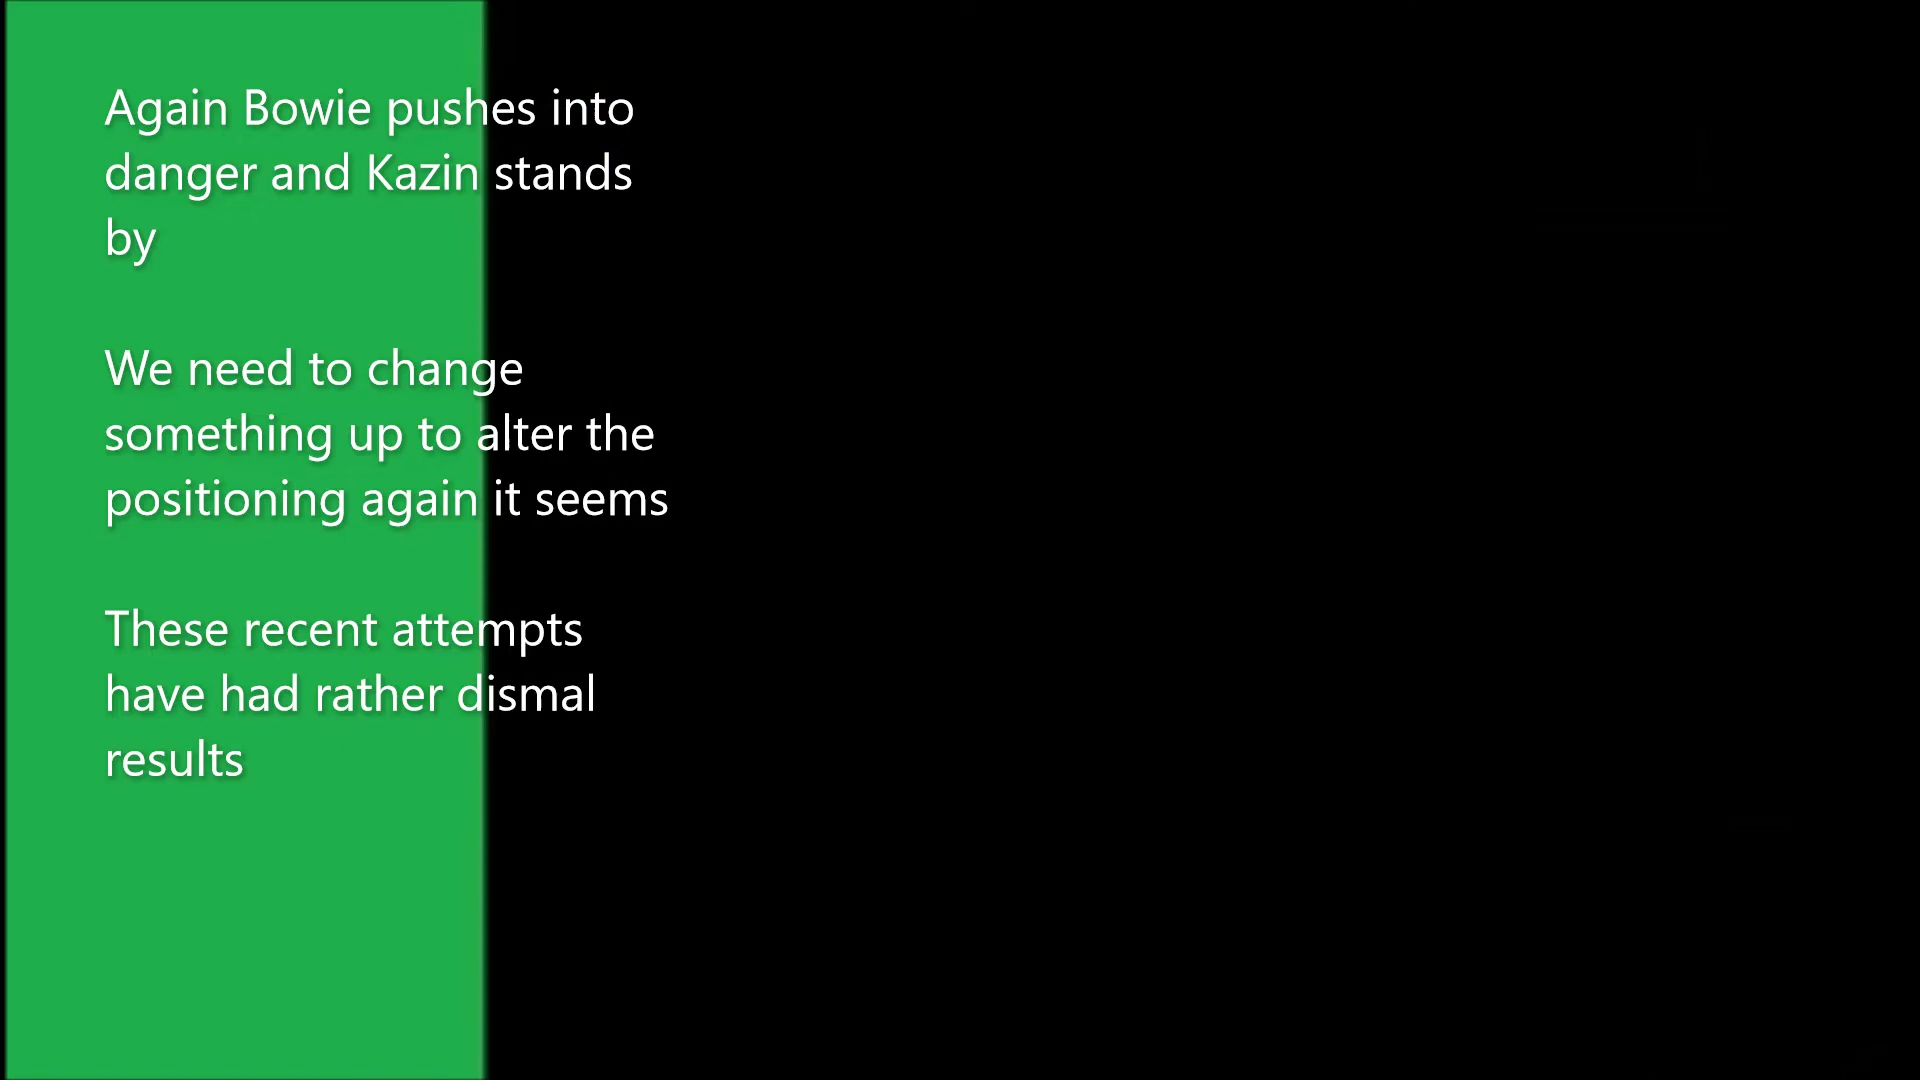 Again Bowie pushes into
danger and Kazin stands
by
We need to change
something up to alter the
positioning again it seems
These recent attempts
have had rather dismal
results